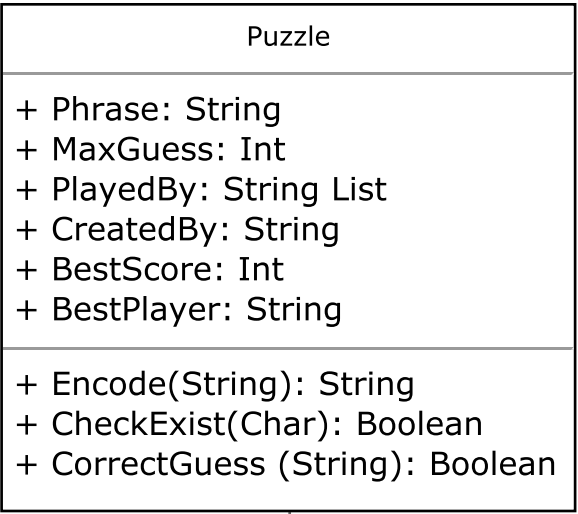 Puzzle
+ Phrase: String
+ MaxGuess: Int
+ PlayedBy: String List
+ CreatedBy: String
+ BestScore: Int
+ BestPlayer: String
+ Encode(String): String
+ CheckExist(Char): Boolean
+ CorrectGuess (String): Boolean